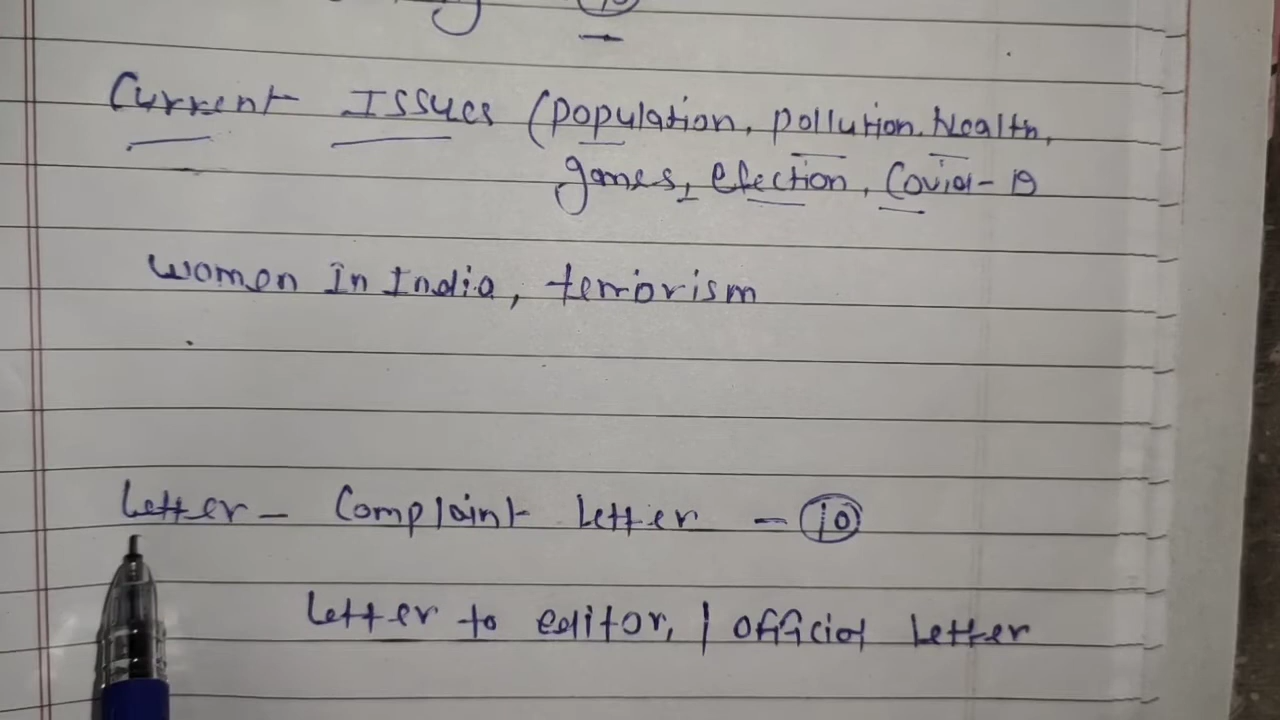 Current Issues (population, pollution, Health,
games, election, Covid-19
women In India, terrorism
Letter - Complaint Letter - 10
Letter to editor, / official Letter